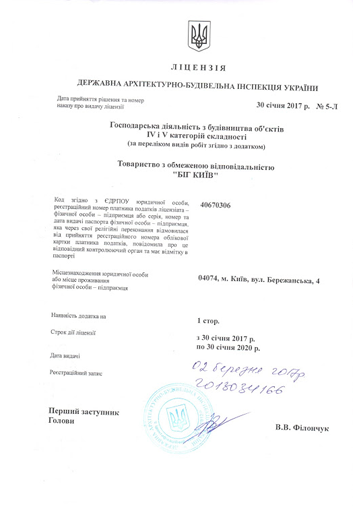 ЛІЦЕНЗІЯ
ДЕРЖАВНА АРХІТЕКТУРНО-БУДІВЕЛЬНА ІНСПЕКЦІЯ УКРАЇНИ
Дата прийняття рішення та номер
наказу про видачу ліцензії
30 січня 2017 р. № 5-Л
Господарська діяльність з будівництва об'єктів
IV і V категорій складності
(за переліком видів робіт згідно з додатком)
Товариство з обмеженою відповідальністю
"БІГ КИЇВ"
Код згідно з ЄДРПОУ юридичної особи,
реєстраційний номер платника податків ліцензіата –
фізичної особи – підприємця або серія, номер та
дата видачі паспорта фізичної особи – підприємця,
яка через свої релігійні переконання відмовилася
від прийняття реєстраційного номера облікової
картки платника податків, повідомила про це
відповідний контролюючий орган та має відмітку в
паспорті
40670306
Місцезнаходження юридичної особи
або місце проживання
фізичної особи – підприємця
04074, м. Київ, вул. Бережанська, 4
Наявність додатка на
1 стор.
Строк дії ліцензії
з 30 січня 2017 р.
по 30 січня 2020 р.
Дата видачі
02 березня 2017р
Реєстраційний запис
2013034166
Перший заступник
Голови
В.В. Філончук